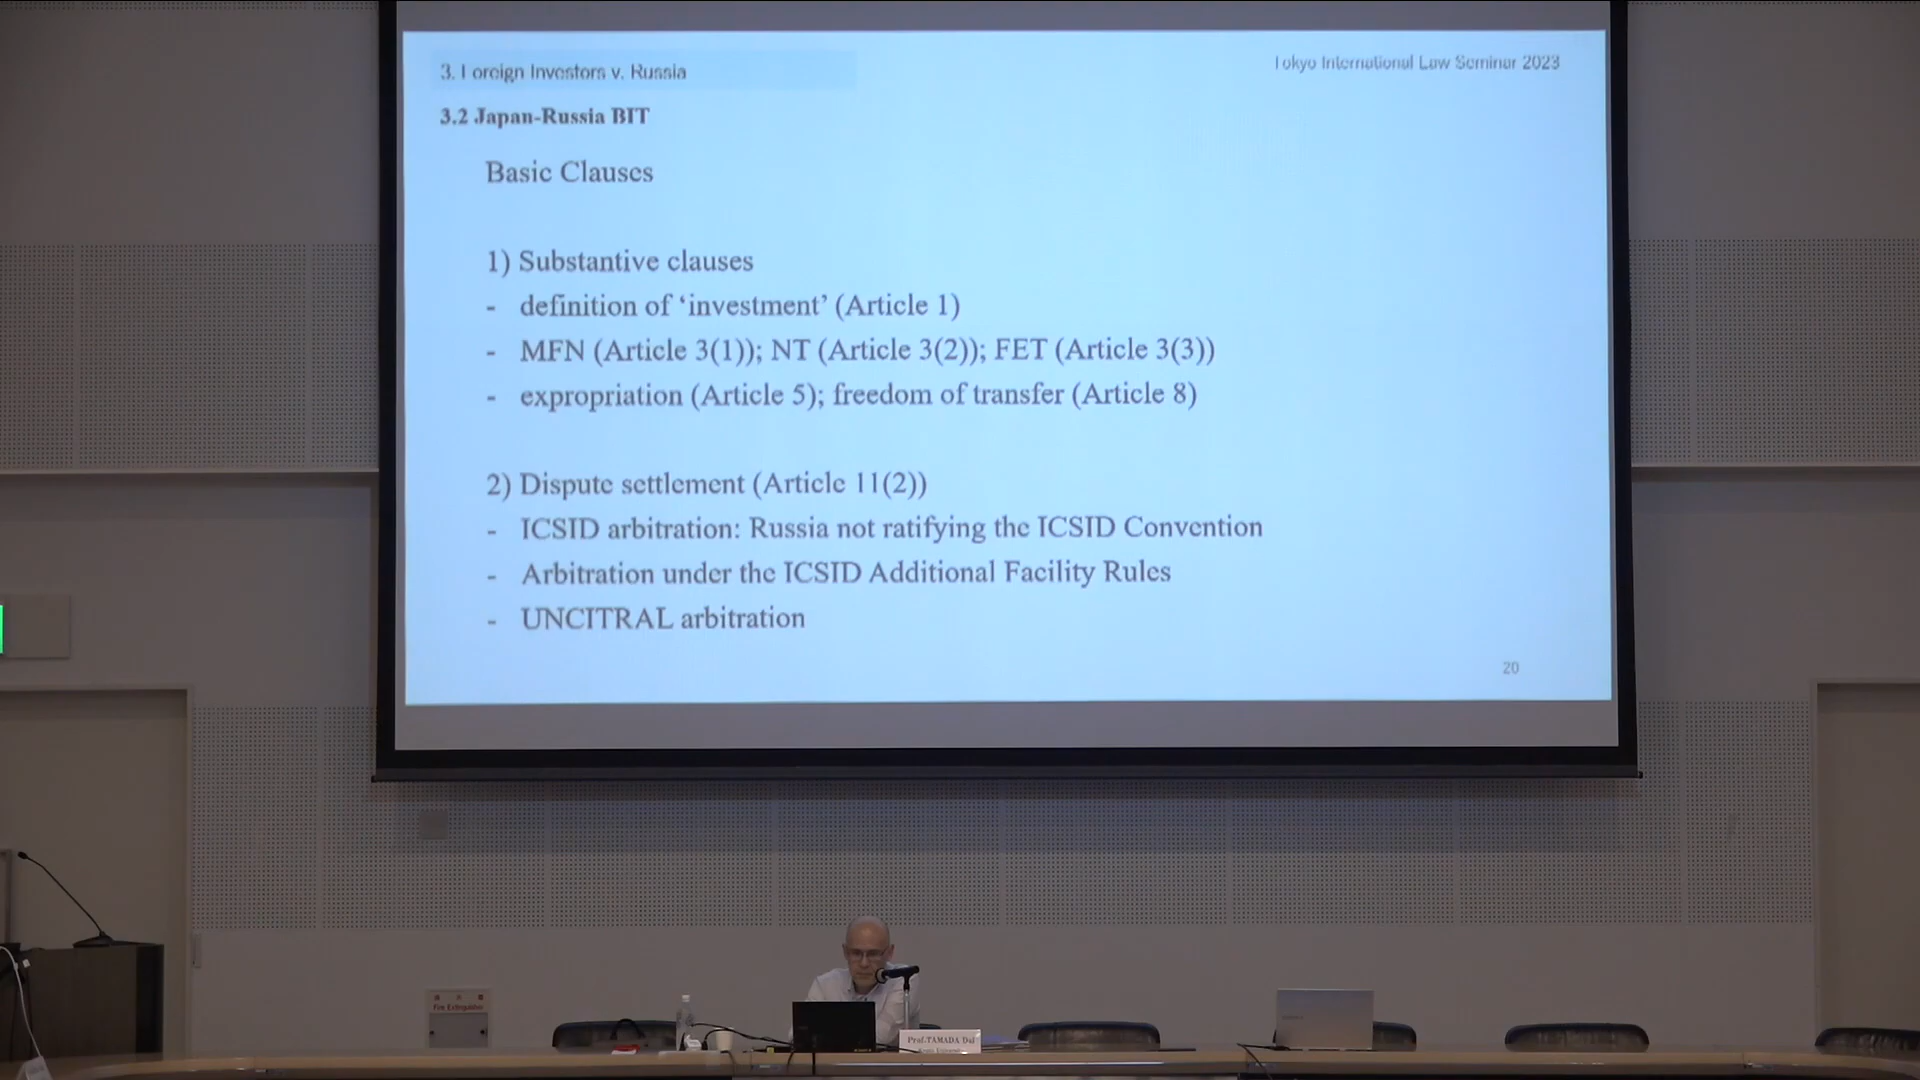 3. Foreign Investors v. Russia
Tokyo International Law Seminar 2023
3.2 Japan-Russia BIT
Basic Clauses
1) Substantive clauses
- definition of ‘investment’ (Article 1)
- MFN (Article 3(1)); NT (Article 3(2)); FET (Article 3(3))
- expropriation (Article 5); freedom of transfer (Article 8)
2) Dispute settlement (Article 11(2))
- ICSID arbitration: Russia not ratifying the ICSID Convention
- Arbitration under the ICSID Additional Facility Rules
- UNCITRAL arbitration
20
Fire Extinguisher
Prof.TAMADA Dai